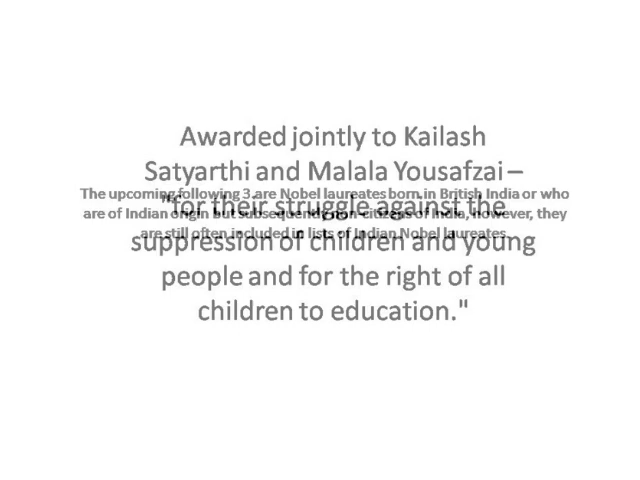 Awarded jointly to Kailash
Satyarthi and Malala Yousafzai –
The upcoming following 3 are Nobel laureates born in British India or who
"for their struggle against the
are of Indian origin but subsequently non-citizens of India, however, they
are still often included in lists of Indian Nobel laureates.
suppression of children and young
people and for the right of all
children to education."